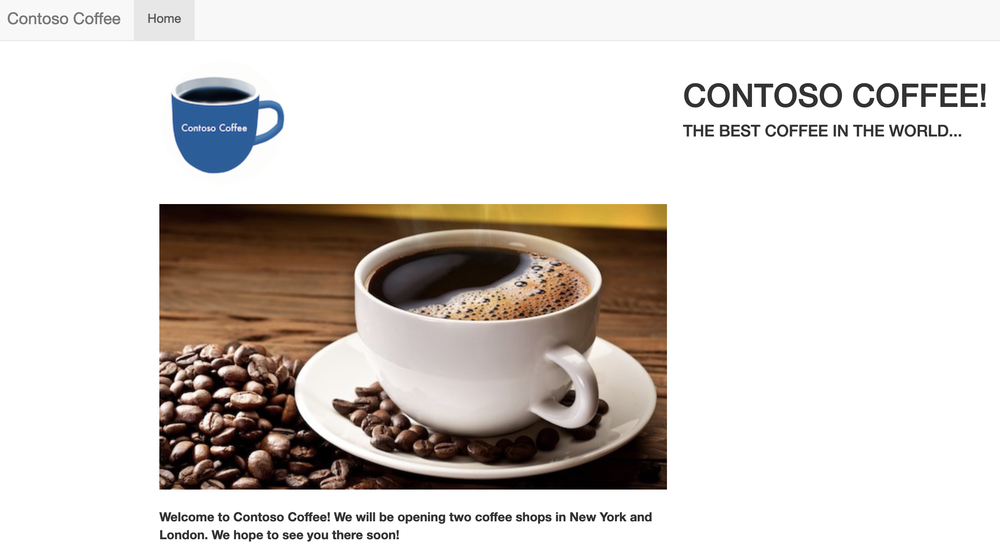 Contoso Coffee
Home
Contoso Coffee
CONTOSO COFFEE!
THE BEST COFFEE IN THE WORLD...
Welcome to Contoso Coffee! We will be opening two coffee shops in New York and
London. We hope to see you there soon!